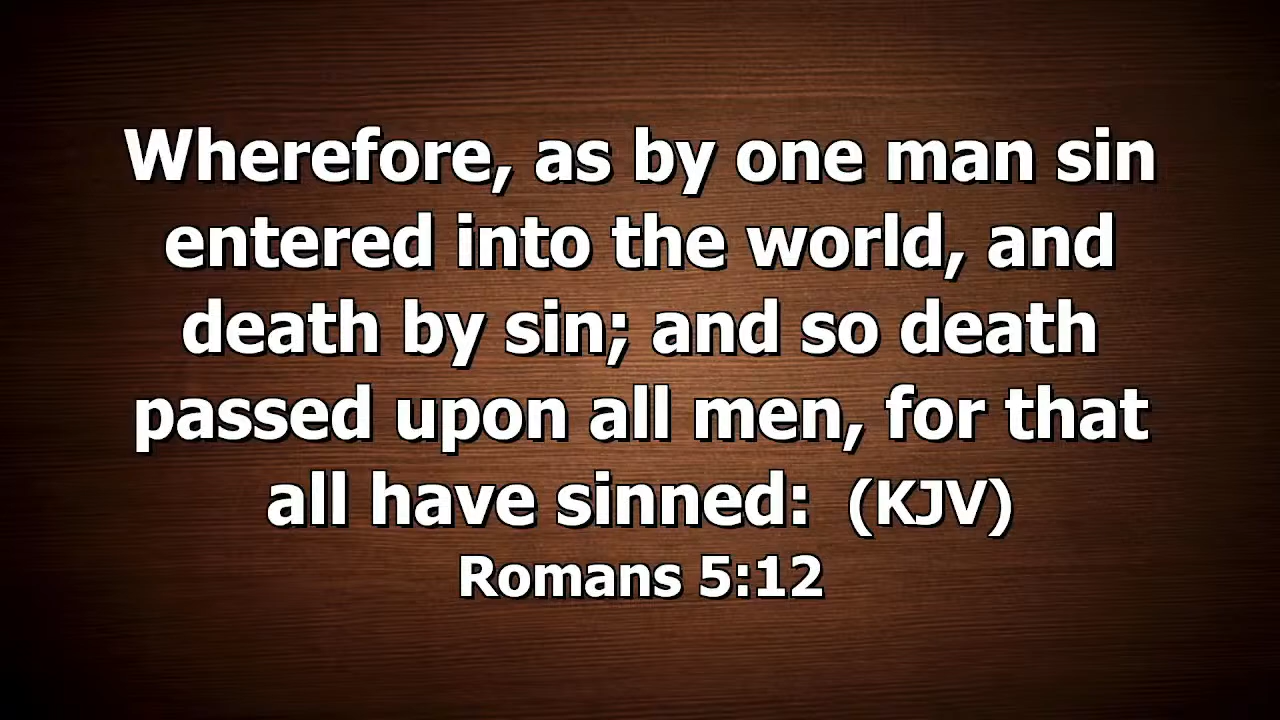 Wherefore, as by one man sin
entered into the world, and
death by sin; and so death
passed upon all men, for that
all have sinned: (KJV)
Romans 5:12